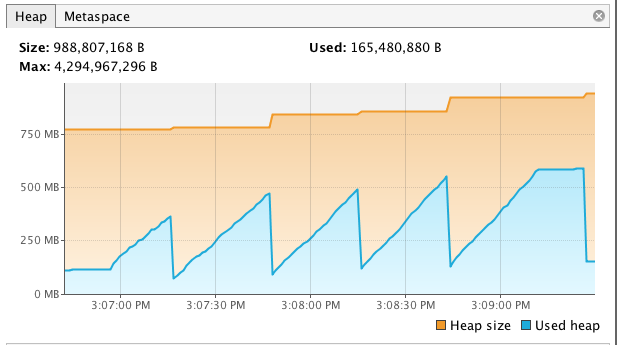 Heap Metaspace
Size: 988,807,168 B Used: 165,480,880 B
Max: 4,294,967,296 B
750 MB
500 MB
250 MB
0 MB
3:07:00 PM 3:07:30 PM 3:08:00 PM 3:08:30 PM 3:09:00 PM
Heap size Used heap